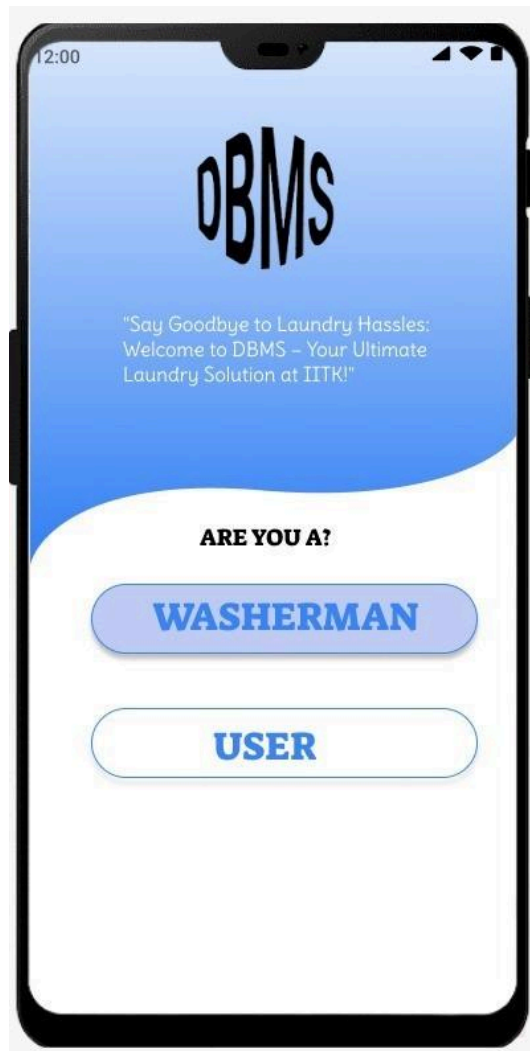 12:00
DBMS
"Say Goodbye to Laundry Hassles:
Welcome to DBMS – Your Ultimate
Laundry Solution at IITK!"
ARE YOU A?
WASHERMAN
USER